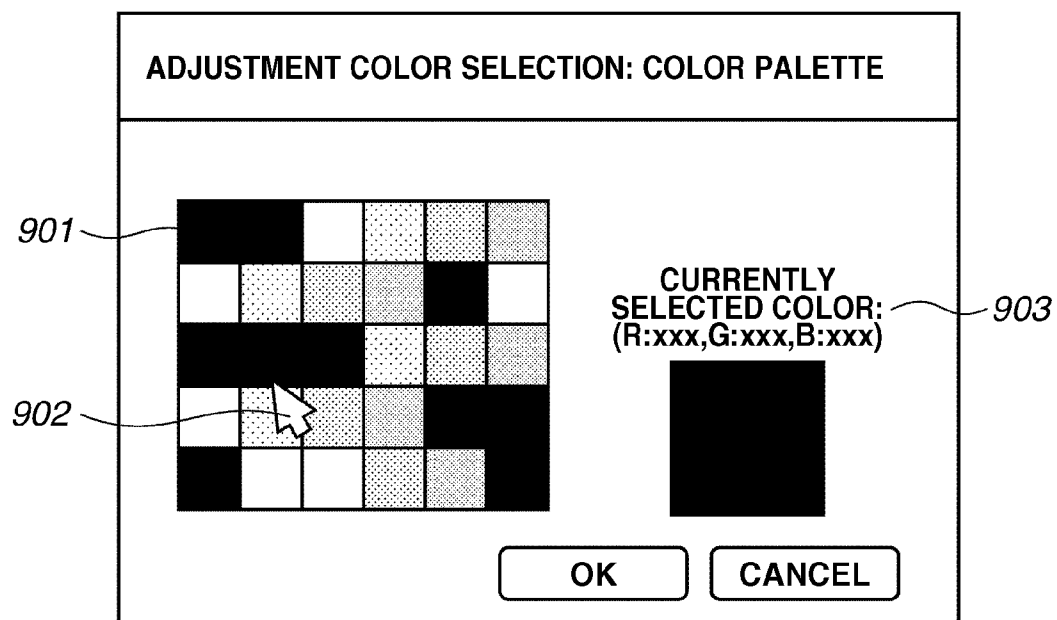 ADJUSTMENT COLOR SELECTION: COLOR PALETTE
901
CURRENTLY
SELECTED COLOR:
(R:xxx,G:xxx,B:xxx)
903
902
OK
CANCEL